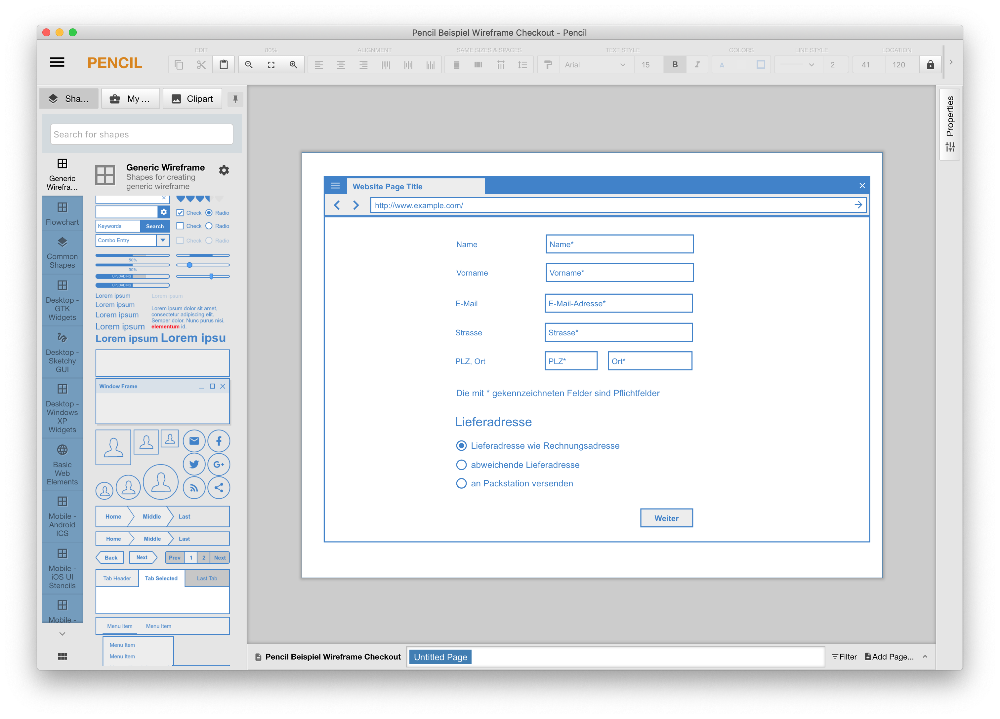 Pencil Beispiel Wireframe Checkout - Pencil
EDIT
80%
ALIGNMENT
SAME SIZES & SPACES
TEXT STYLE
COLORS
LINE STYLE
LOCATION
PENCIL
Arial
15
B
I
A
2
41
120
Sha...
My ...
Clipart
Properties
Search for shapes
Generic Wirefra...
Flowchart
Common Shapes
Desktop - GTK Widgets
Desktop - Sketchy GUI
Desktop - Windows XP Widgets
Basic Web Elements
Mobile - Android ICS
Mobile - iOS UI Stencils
Mobile -
Generic Wireframe
Shapes for creating
generic wireframe
Check Radio
Keywords Search Check Radio
Combo Entry Check Radio
50%
50%
UPLOADING
UPLOADING
Lorem ipsum
Lorem ipsum
Lorem ipsum
Lorem ipsum
Lorem ipsum
Lorem ipsum dolor sit amet,
consectetur adipiscing elit.
Semper dolor. Nunc purus nisi,
elementum id.
Lorem ipsum Lorem ipsu
Window Frame
G+
Home Middle Last
Home Middle Last
Back Next Prev 1 2 Next
Tab Header Tab Selected Last Tab
Menu Item Menu Item
Menu Item
Menu Item
Website Page Title
http://www.example.com/
Name Name*
Vorname Vorname*
E-Mail E-Mail-Adresse*
Strasse Strasse*
PLZ, Ort PLZ* Ort*
Die mit * gekennzeichneten Felder sind Pflichtfelder
Lieferadresse
Lieferadresse wie Rechnungsadresse
abweichende Lieferadresse
an Packstation versenden
Weiter
Pencil Beispiel Wireframe Checkout Untitled Page Filter Add Page...